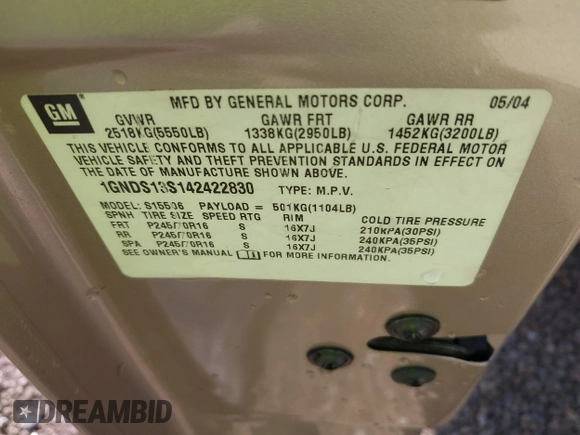 GM
MFD BY GENERAL MOTORS CORP. 05/04
GVWR GAWR FRT GAWR RR
2518KG(5550LB) 1338KG(2950LB) 1452KG(3200LB)
THIS VEHICLE CONFORMS TO ALL APPLICABLE U.S. FEDERAL MOTOR
VEHICLE SAFETY AND THEFT PREVENTION STANDARDS IN EFFECT ON
THE DATE OF MANUFACTURE SHOWN ABOVE.
1GNDS13S142422830 TYPE: M.P.V.
MODEL: S15506 PAYLOAD = 501KG(1104LB)
SPNH TIRE SIZE SPEED RTG RIM COLD TIRE PRESSURE
FRT P245/70R16 S 16X7J 210KPA(30PSI)
RR P245/70R16 S 16X7J 240KPA(35PSI)
SPA P245/70R16 S 16X7J 240KPA(35PSI)
SEE OWNER'S MANUAL FOR MORE INFORMATION.
DREAMBID